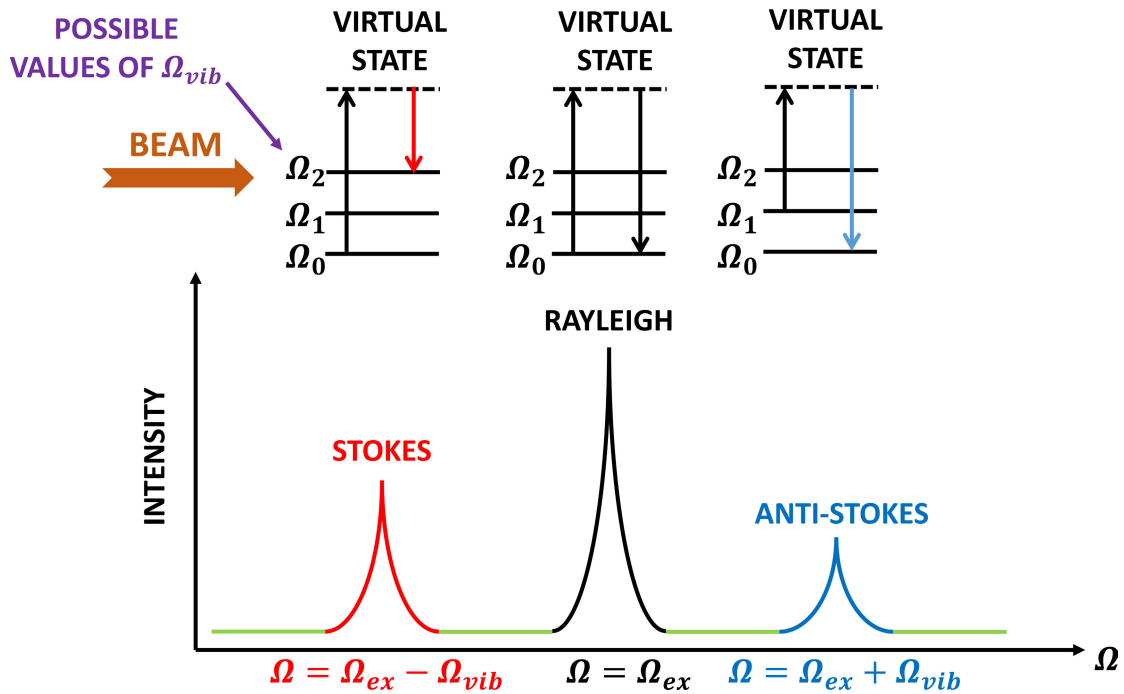 POSSIBLE
VALUES OF Ω_vib
BEAM
VIRTUAL
STATE
Ω_2
Ω_1
Ω_0
VIRTUAL
STATE
Ω_2
Ω_1
Ω_0
VIRTUAL
STATE
Ω_2
Ω_1
Ω_0
INTENSITY
STOKES
RAYLEIGH
ANTI-STOKES
Ω = Ω_ex − Ω_vib
Ω = Ω_ex
Ω = Ω_ex + Ω_vib
Ω